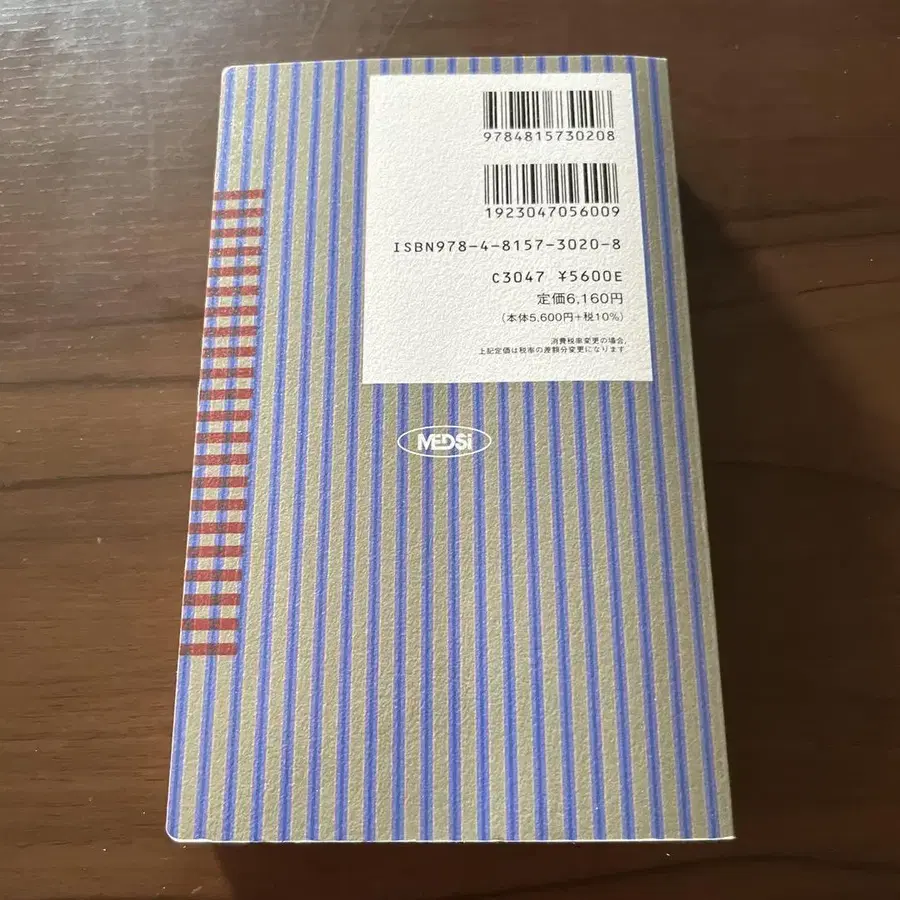 9784815730208
1923047056009
ISBN978-4-8157-3020-8
C3047 ¥5600E
定価6,160円
(本体5,600円+税10%)
消費税率変更の場合,
上記定価は税率の差額分変更になります
MEDSi